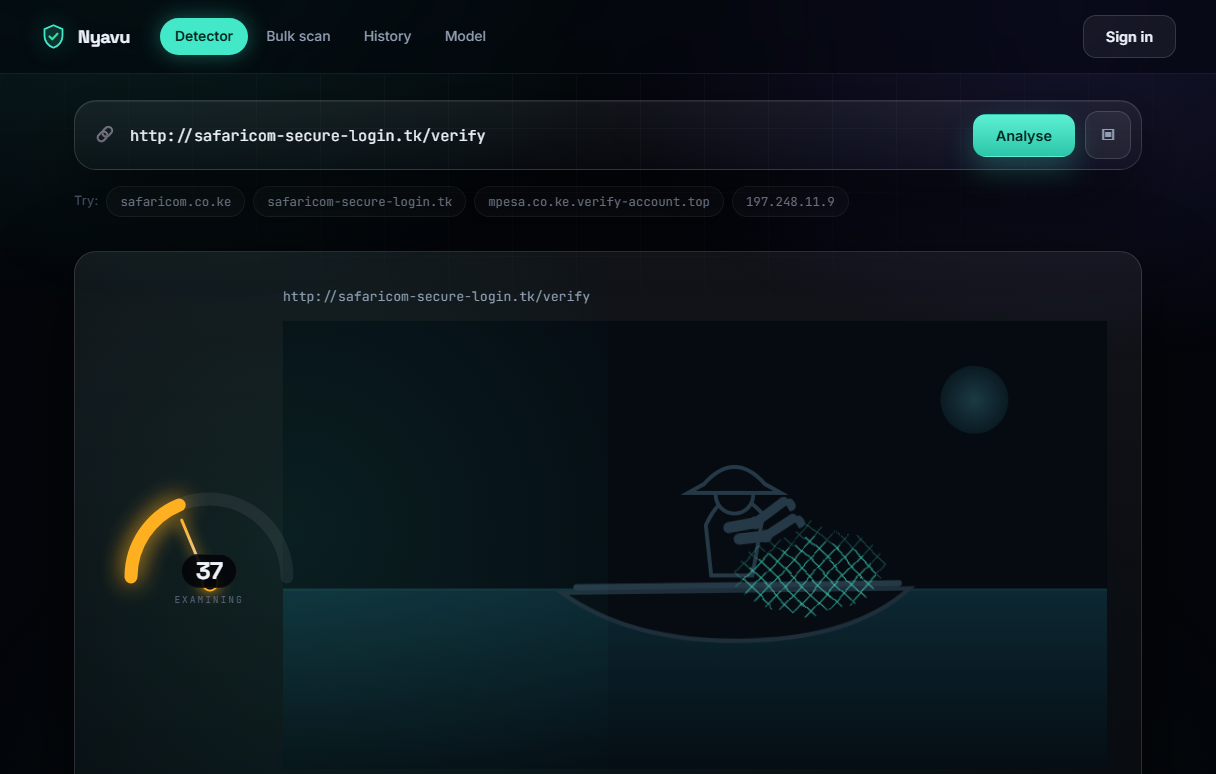 Nyavu Detector Bulk scan History Model Sign in
http://safaricom-secure-login.tk/verify Analyse
Try: safaricom.co.ke safaricom-secure-login.tk mpesa.co.ke.verify-account.top 197.248.11.9
http://safaricom-secure-login.tk/verify
37
EXAMINING